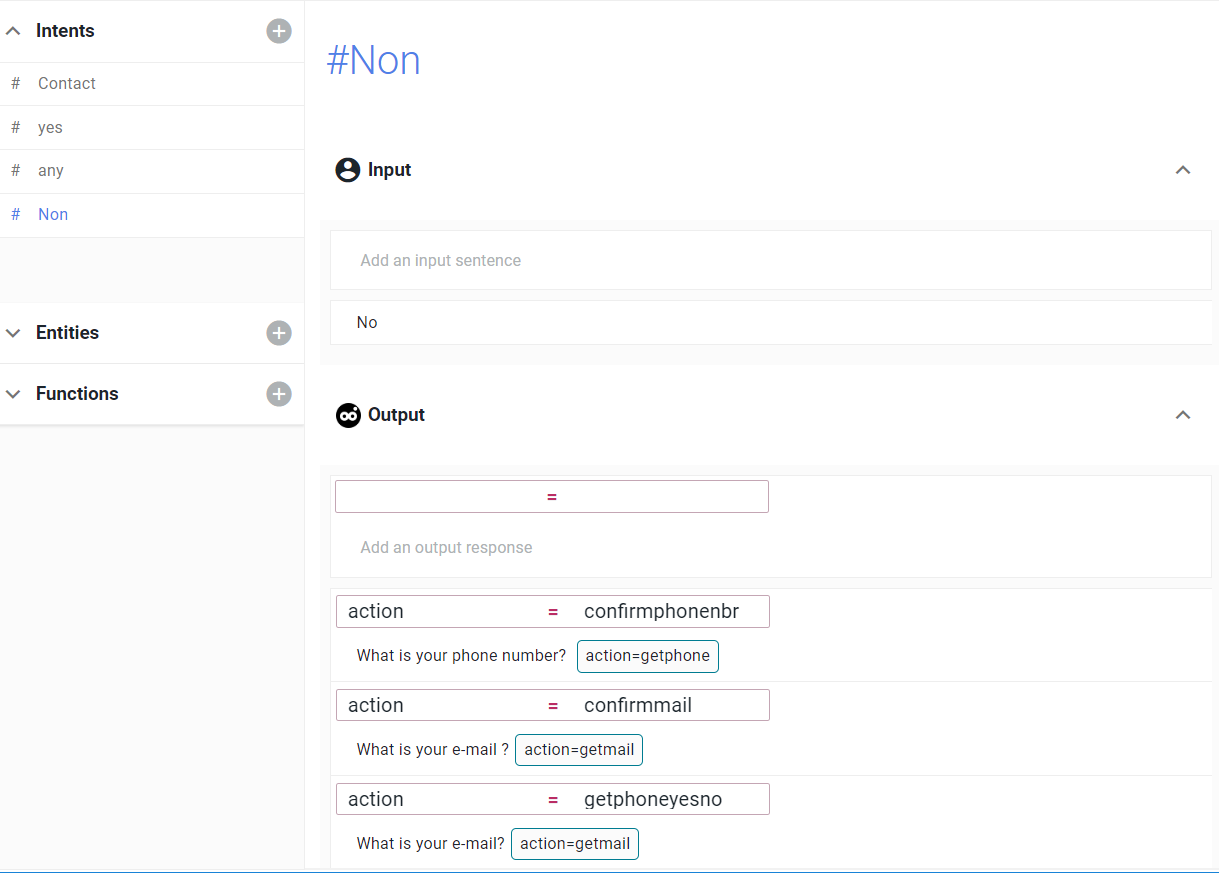 Intents
# Contact
# yes
# any
# Non
Entities
Functions
#Non
Input
Add an input sentence
No
Output
=
Add an output response
action = confirmphonenbr
What is your phone number? action=getphone
action = confirmmail
What is your e-mail ? action=getmail
action = getphoneyesno
What is your e-mail? action=getmail